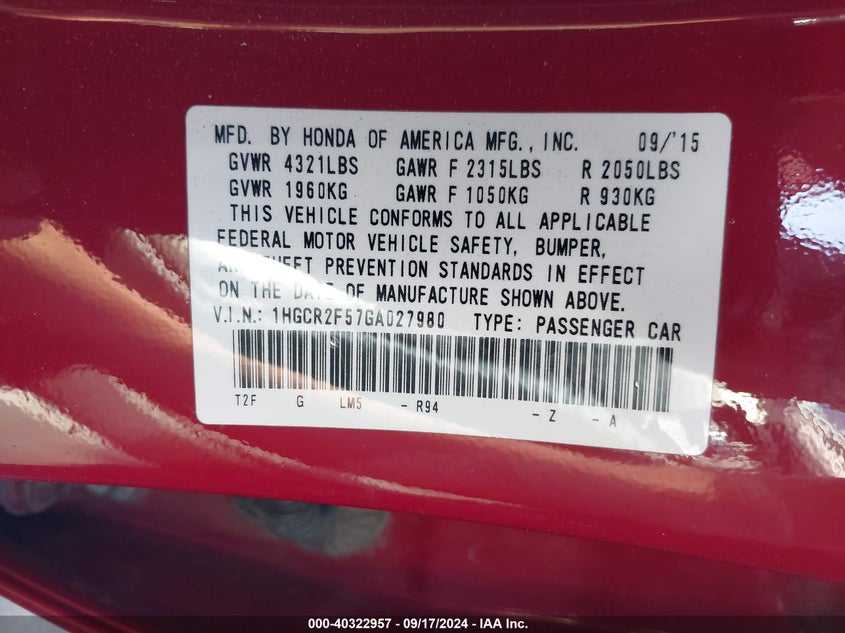 MFD. BY HONDA OF AMERICA MFG., INC. 09/'15
GVWR 4321LBS GAWR F 2315LBS R 2050LBS
GVWR 1960KG GAWR F 1050KG R 930KG
THIS VEHICLE CONFORMS TO ALL APPLICABLE
FEDERAL MOTOR VEHICLE SAFETY, BUMPER,
AND THEFT PREVENTION STANDARDS IN EFFECT
ON THE DATE OF MANUFACTURE SHOWN ABOVE.
V.I.N.: 1HGCR2F57GA027980 TYPE: PASSENGER CAR
T2F G LM5 - R94 - Z - A
000-40322957 - 09/17/2024 - IAA Inc.